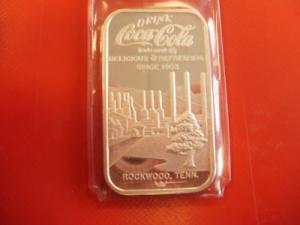 DRINK
Coca-Cola
DELICIOUS & REFRESHING
SINCE 1903
ROCKWOOD, TENN.